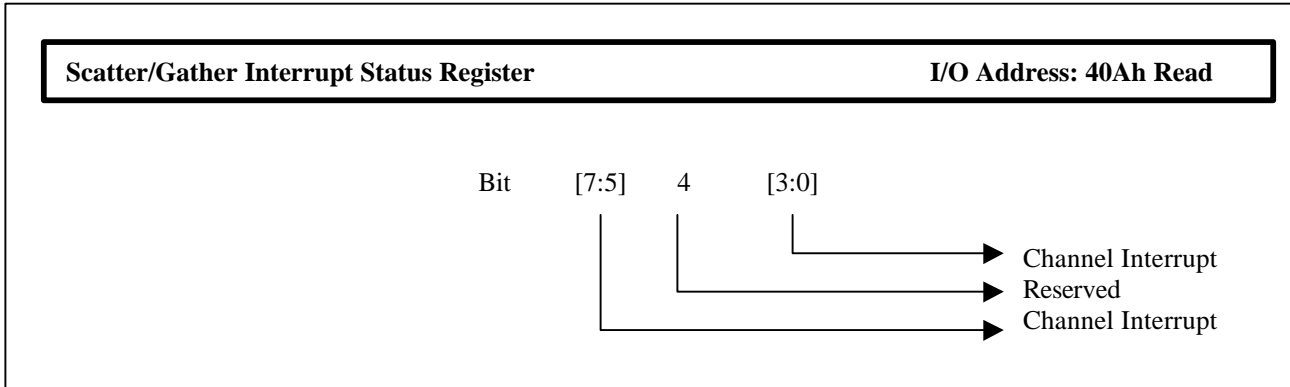 Scatter/Gather Interrupt Status Register I/O Address: 40Ah Read
Bit [7:5] 4 [3:0]
Channel Interrupt
Reserved
Channel Interrupt